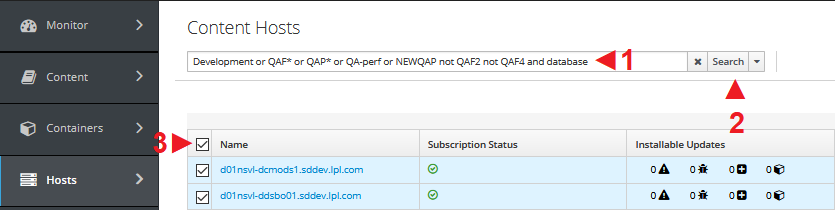 Monitor
Content
Containers
Hosts
Content Hosts
Development or QAF* or QAP* or QA-perf or NEWQAP not QAF2 not QAF4 and database
1
Search
2
3
Name Subscription Status Installable Updates
d01nsvl-dcmods1.sddev.lpl.com 0 0 0 0
d01nsvl-ddsbo01.sddev.lpl.com 0 0 0 0